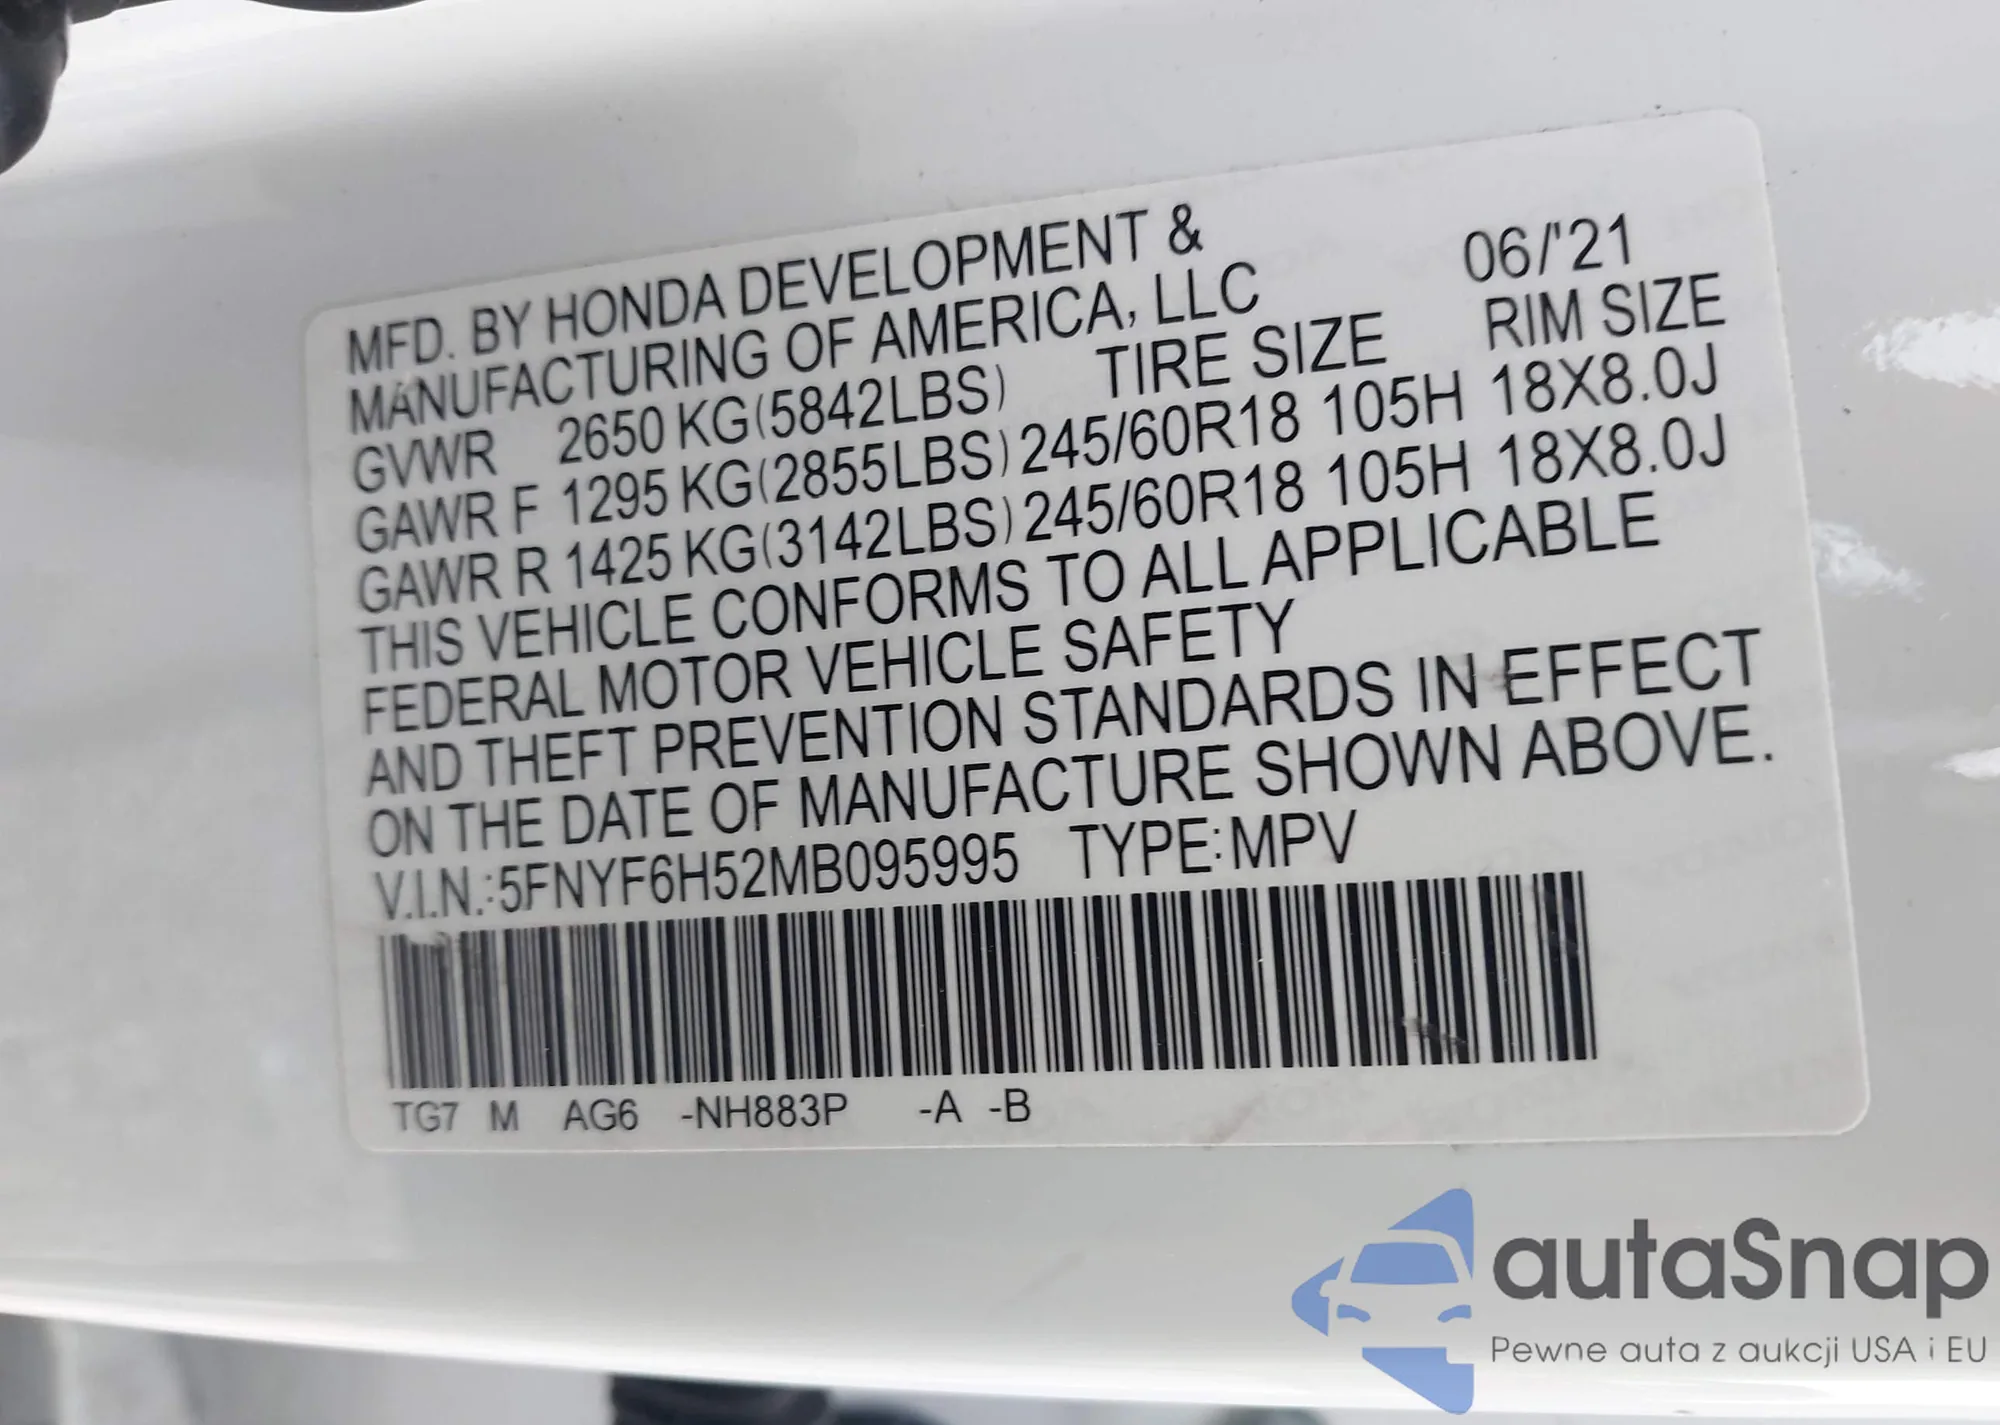 MFD. BY HONDA DEVELOPMENT &
MANUFACTURING OF AMERICA, LLC 06/'21
GVWR 2650 KG(5842LBS) TIRE SIZE RIM SIZE
GAWR F 1295 KG(2855LBS) 245/60R18 105H 18X8.0J
GAWR R 1425 KG(3142LBS) 245/60R18 105H 18X8.0J
THIS VEHICLE CONFORMS TO ALL APPLICABLE
FEDERAL MOTOR VEHICLE SAFETY
AND THEFT PREVENTION STANDARDS IN EFFECT
ON THE DATE OF MANUFACTURE SHOWN ABOVE.
V.I.N.:5FNYF6H52MB095995 TYPE:MPV
TG7 M AG6 -NH883P -A -B
autaSnap
Pewne auta z aukcji USA i EU